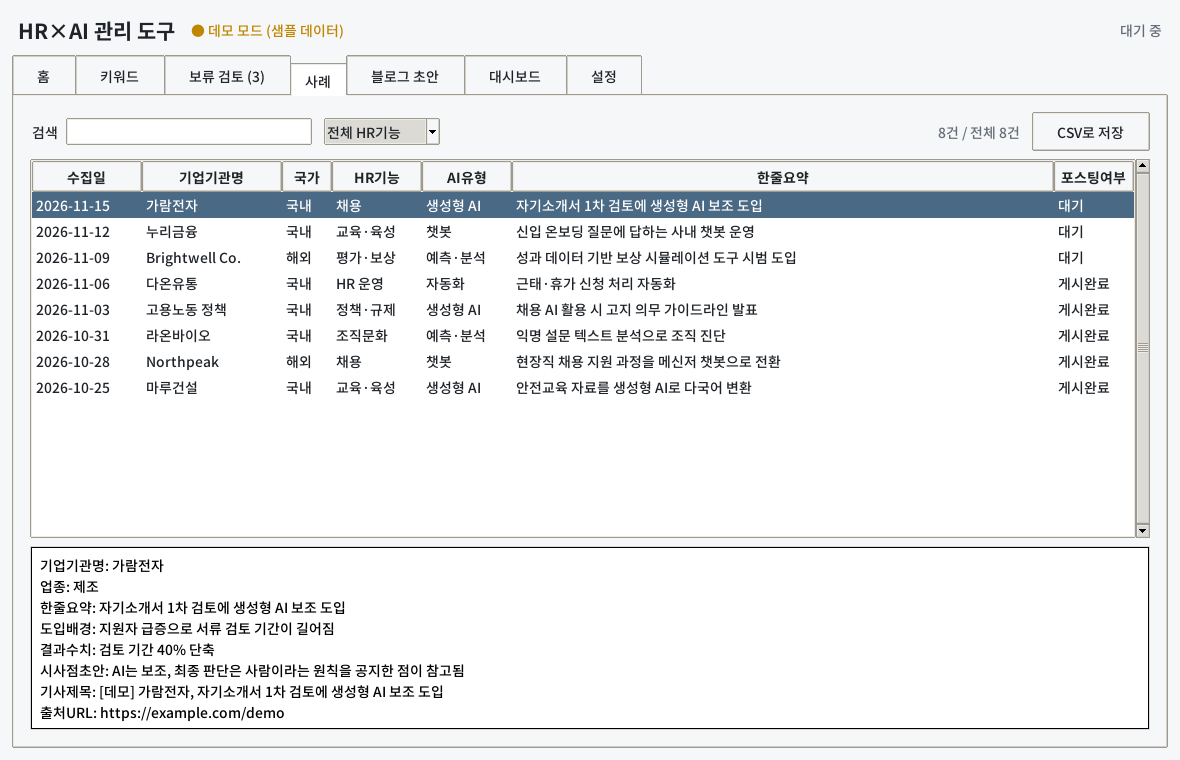 HR×AI 관리 도구 ● 데모 모드 (샘플 데이터) 대기 중
홈 키워드 보류 검토 (3) 사례 블로그 초안 대시보드 설정
검색 전체 HR기능 8건 / 전체 8건 CSV로 저장
수집일 기업기관명 국가 HR기능 AI유형 한줄요약 포스팅여부
2026-11-15 가람전자 국내 채용 생성형 AI 자기소개서 1차 검토에 생성형 AI 보조 도입 대기
2026-11-12 누리금융 국내 교육·육성 챗봇 신입 온보딩 질문에 답하는 사내 챗봇 운영 대기
2026-11-09 Brightwell Co. 해외 평가·보상 예측·분석 성과 데이터 기반 보상 시뮬레이션 도구 시범 도입 대기
2026-11-06 다온유통 국내 HR 운영 자동화 근태·휴가 신청 처리 자동화 게시완료
2026-11-03 고용노동 정책 국내 정책·규제 생성형 AI 채용 AI 활용 시 고지 의무 가이드라인 발표 게시완료
2026-10-31 라온바이오 국내 조직문화 예측·분석 익명 설문 텍스트 분석으로 조직 진단 게시완료
2026-10-28 Northpeak 해외 채용 챗봇 현장직 채용 지원 과정을 메신저 챗봇으로 전환 게시완료
2026-10-25 마루건설 국내 교육·육성 생성형 AI 안전교육 자료를 생성형 AI로 다국어 변환 게시완료
기업기관명: 가람전자
업종: 제조
한줄요약: 자기소개서 1차 검토에 생성형 AI 보조 도입
도입배경: 지원자 급증으로 서류 검토 기간이 길어짐
결과수치: 검토 기간 40% 단축
시사점초안: AI는 보조, 최종 판단은 사람이라는 원칙을 공지한 점이 참고됨
기사제목: [데모] 가람전자, 자기소개서 1차 검토에 생성형 AI 보조 도입
출처URL: https://example.com/demo